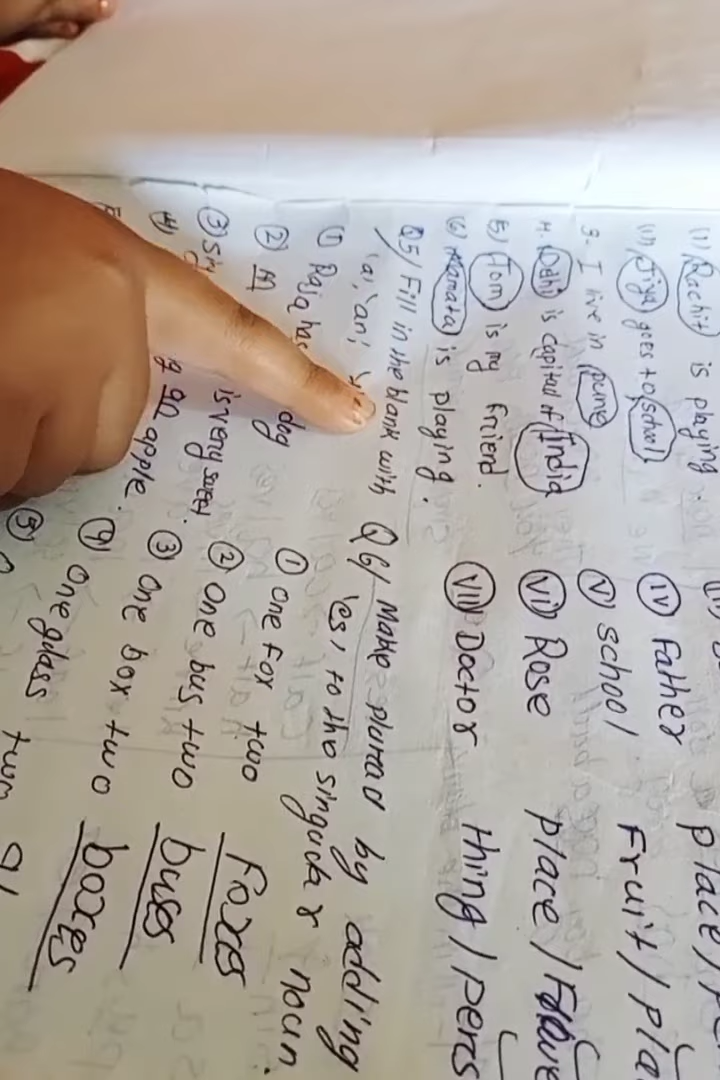 (i) Rachit is playing
(ii) Jiya goes to school
3. I live in pune
4. Delhi is capital of India
5) Tom is my friend.
(6) Mamata is playing.
Q5/ Fill in the blank with
'a', 'an',
① Raja has dog
②
③ is very
④ an apple.
⑤
IV Father
V School
VI Rose
VII Doctor
place/
Fruit/Pla
place/
thing/pers
Q6/ Make plural by adding
'es' to the singular noun.
① one fox two foxes
② one bus two buses
③ one box two boxes
④ one glass two